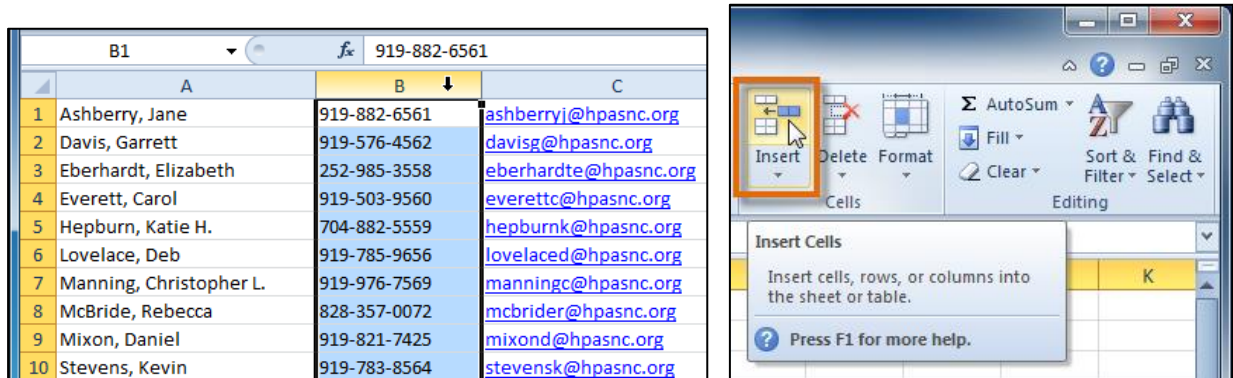 B1 fx 919-882-6561
A B C
1 Ashberry, Jane 919-882-6561 ashberryj@hpasnc.org
2 Davis, Garrett 919-576-4562 davisg@hpasnc.org
3 Eberhardt, Elizabeth 252-985-3558 eberhardte@hpasnc.org
4 Everett, Carol 919-503-9560 everettc@hpasnc.org
5 Hepburn, Katie H. 704-882-5559 hepburnk@hpasnc.org
6 Lovelace, Deb 919-785-9656 lovelaced@hpasnc.org
7 Manning, Christopher L. 919-976-7569 manningc@hpasnc.org
8 McBride, Rebecca 828-357-0072 mcbrider@hpasnc.org
9 Mixon, Daniel 919-821-7425 mixond@hpasnc.org
10 Stevens, Kevin 919-783-8564 stevensk@hpasnc.org
Σ AutoSum
Fill
Clear
Insert Delete Format
Sort & Filter
Find & Select
Cells Editing
Insert Cells
Insert cells, rows, or columns into
the sheet or table.
Press F1 for more help.
K